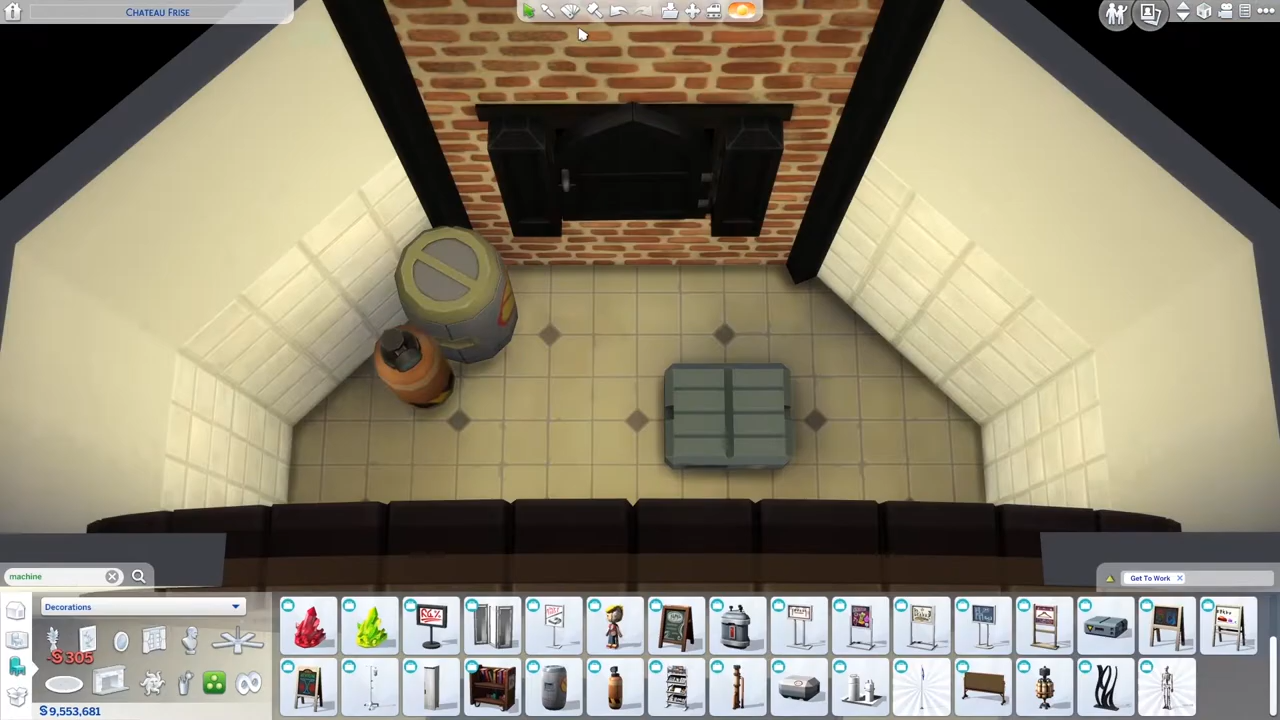 CHATEAU FRISE
machine
Get To Work
Decorations
-§305
§9,553,681